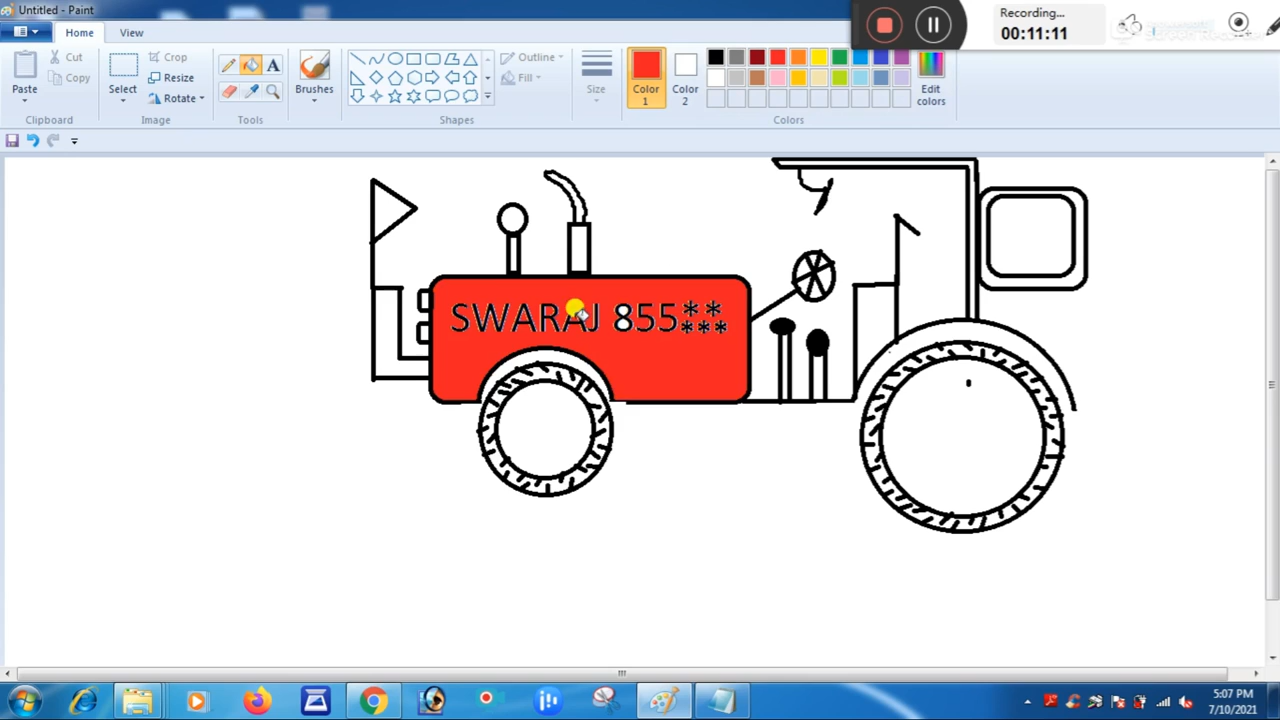 Untitled - Paint
Recording...
00:11:11
Screen Recorder
Home
View
Paste
Cut
Copy
Clipboard
Select
Crop
Resize
Rotate
Image
Tools
Brushes
Shapes
Outline
Fill
Size
Color 1
Color 2
Edit colors
Colors
SWARAJ 855*****
5:07 PM
7/10/2021